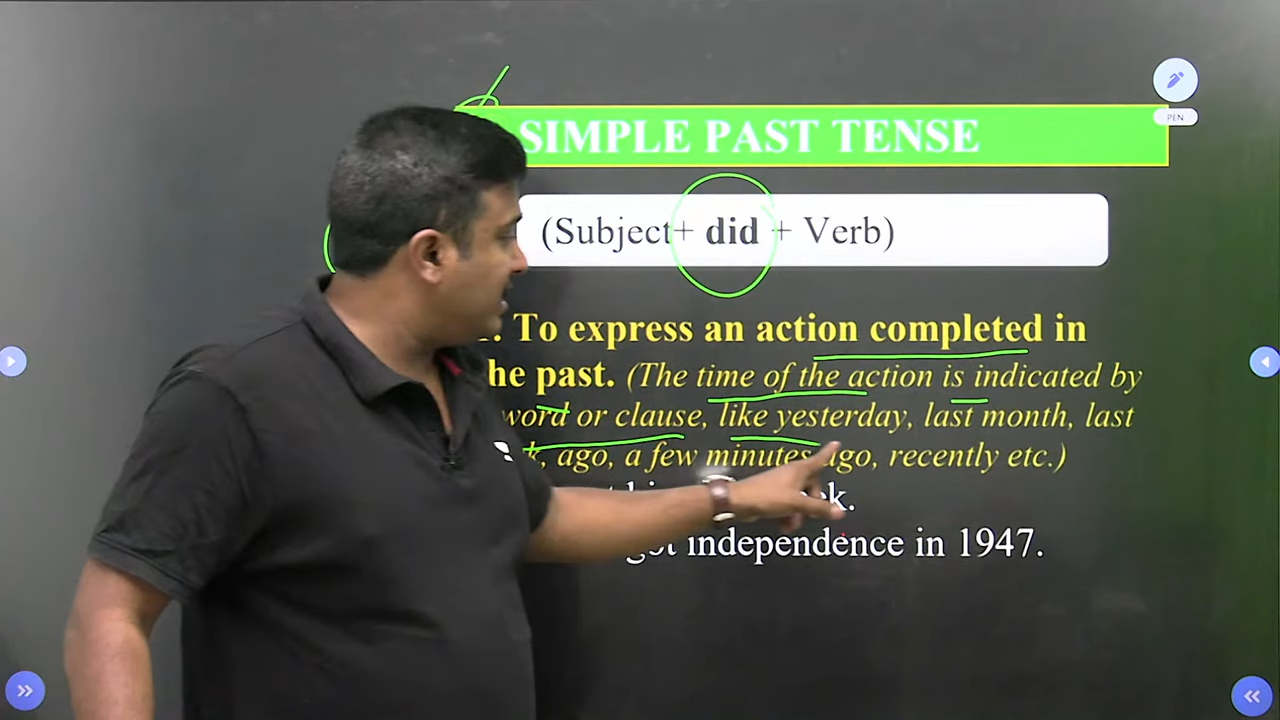 SIMPLE PAST TENSE
PEN
(Subject+ did + Verb)
To express an action completed in
past. (The time of the action is indicated by
word or clause, like yesterday, last month, last
ago, a few minutes ago, recently etc.)
got independence in 1947.